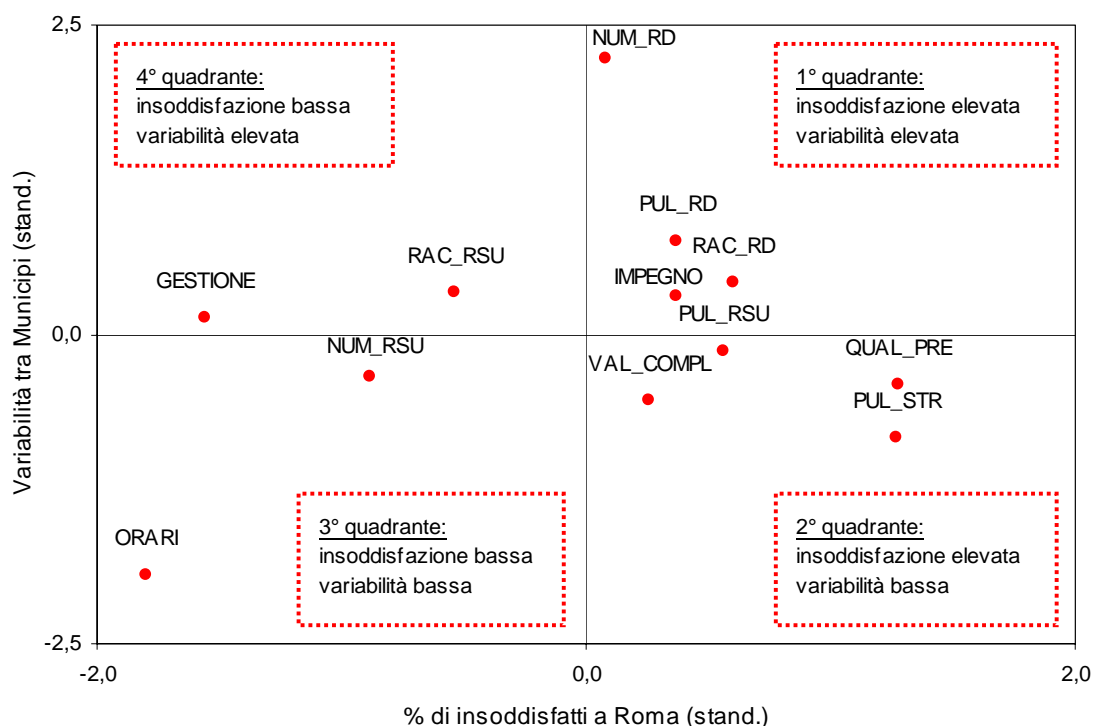 2,5
NUM_RD
4° quadrante:
insoddisfazione bassa
variabilità elevata
1° quadrante:
insoddisfazione elevata
variabilità elevata
PUL_RD
RAC_RD
RAC_RSU
IMPEGNO
GESTIONE
PUL_RSU
0,0
NUM_RSU
QUAL_PRE
VAL_COMPL
PUL_STR
Variabilità tra Municipi (stand.)
ORARI
3° quadrante:
insoddisfazione bassa
variabilità bassa
2° quadrante:
insoddisfazione elevata
variabilità bassa
-2,5
-2,0
0,0
2,0
% di insoddisfatti a Roma (stand.)